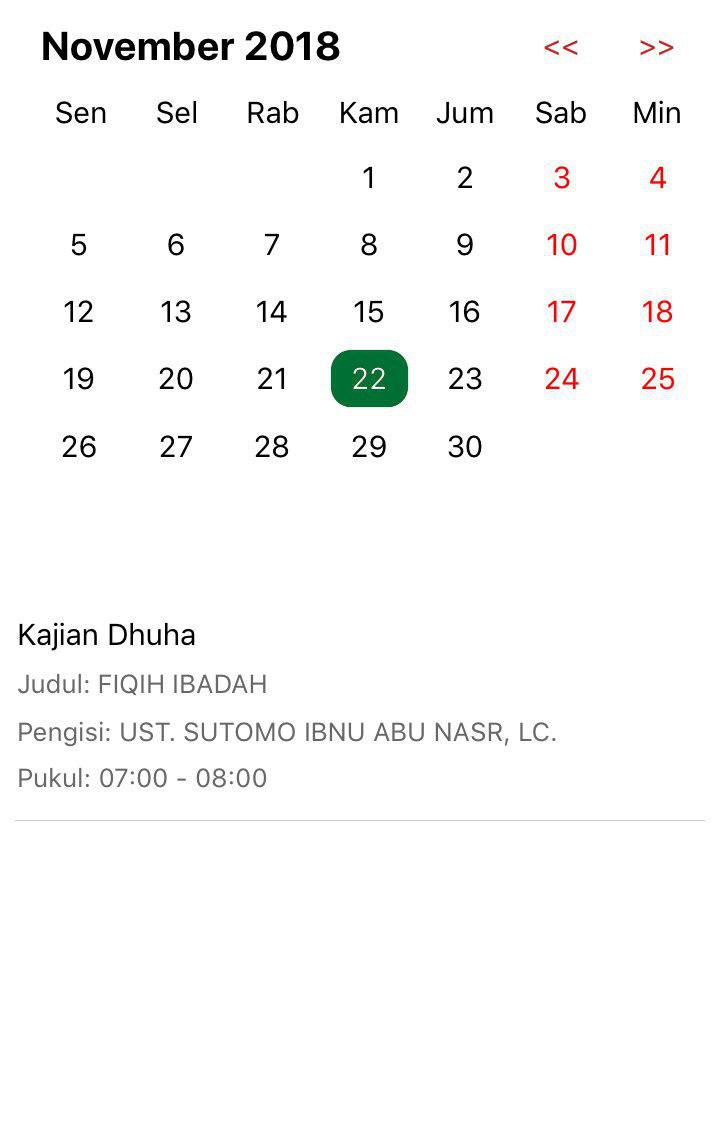 November 2018 << >>
Sen Sel Rab Kam Jum Sab Min
1 2 3 4
5 6 7 8 9 10 11
12 13 14 15 16 17 18
19 20 21 22 23 24 25
26 27 28 29 30
Kajian Dhuha
Judul: FIQIH IBADAH
Pengisi: UST. SUTOMO IBNU ABU NASR, LC.
Pukul: 07:00 - 08:00